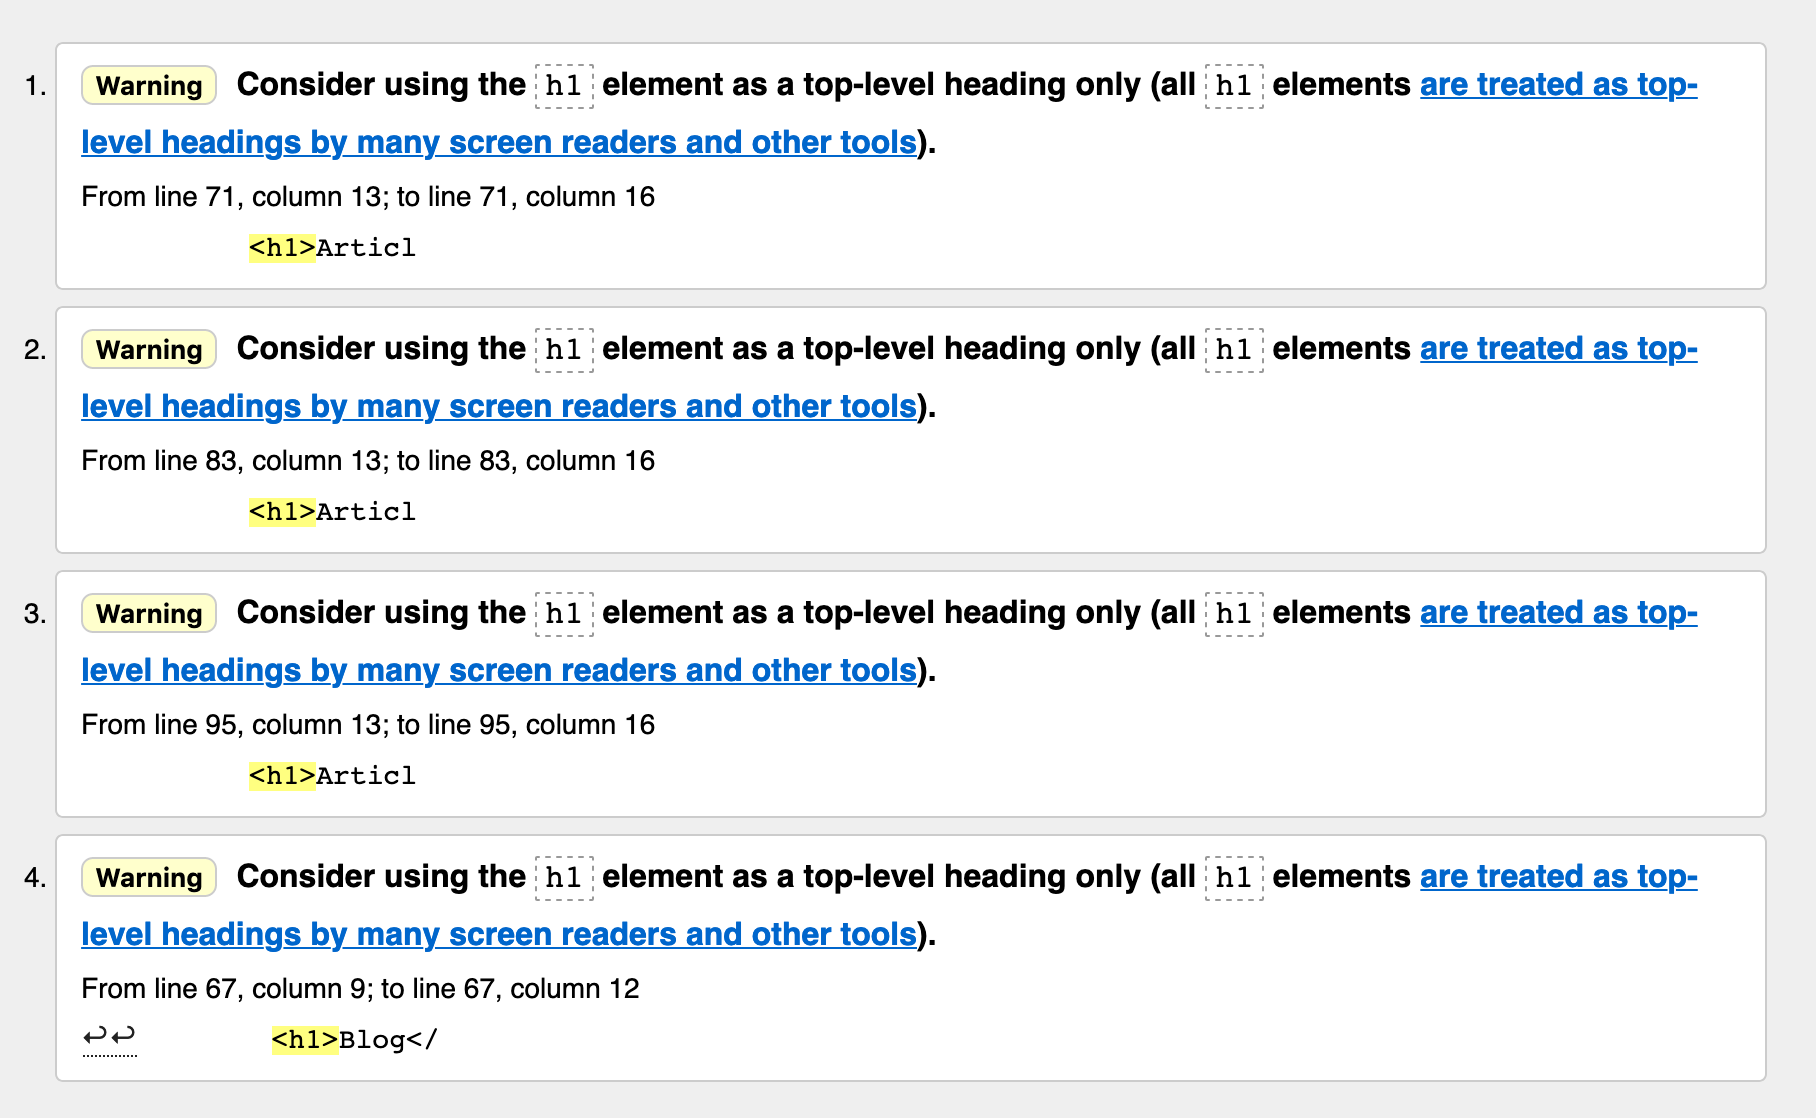 1. Warning Consider using the h1 element as a top-level heading only (all h1 elements are treated as top-
level headings by many screen readers and other tools).
From line 71, column 13; to line 71, column 16
<h1>Articl
2. Warning Consider using the h1 element as a top-level heading only (all h1 elements are treated as top-
level headings by many screen readers and other tools).
From line 83, column 13; to line 83, column 16
<h1>Articl
3. Warning Consider using the h1 element as a top-level heading only (all h1 elements are treated as top-
level headings by many screen readers and other tools).
From line 95, column 13; to line 95, column 16
<h1>Articl
4. Warning Consider using the h1 element as a top-level heading only (all h1 elements are treated as top-
level headings by many screen readers and other tools).
From line 67, column 9; to line 67, column 12
↩↩ <h1>Blog</